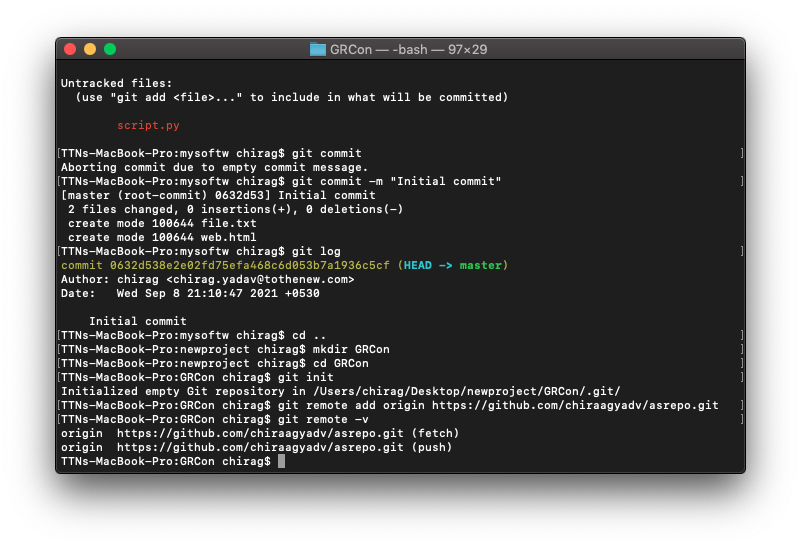 GRCon — -bash — 97×29
Untracked files:
  (use "git add <file>..." to include in what will be committed)
        script.py
[TTNs-MacBook-Pro:mysoftw chirag$ git commit ]
Aborting commit due to empty commit message.
[TTNs-MacBook-Pro:mysoftw chirag$ git commit -m "Initial commit" ]
[master (root-commit) 0632d53] Initial commit
 2 files changed, 0 insertions(+), 0 deletions(-)
 create mode 100644 file.txt
 create mode 100644 web.html
[TTNs-MacBook-Pro:mysoftw chirag$ git log ]
commit 0632d538e2e02fd75efa468c6d053b7a1936c5cf (HEAD -> master)
Author: chirag <chirag.yadav@tothenew.com>
Date:   Wed Sep 8 21:10:47 2021 +0530
    Initial commit
[TTNs-MacBook-Pro:mysoftw chirag$ cd .. ]
[TTNs-MacBook-Pro:newproject chirag$ mkdir GRCon ]
[TTNs-MacBook-Pro:newproject chirag$ cd GRCon ]
[TTNs-MacBook-Pro:GRCon chirag$ git init ]
Initialized empty Git repository in /Users/chirag/Desktop/newproject/GRCon/.git/
[TTNs-MacBook-Pro:GRCon chirag$ git remote add origin https://github.com/chiraagyadv/asrepo.git ]
[TTNs-MacBook-Pro:GRCon chirag$ git remote -v ]
origin  https://github.com/chiraagyadv/asrepo.git (fetch)
origin  https://github.com/chiraagyadv/asrepo.git (push)
TTNs-MacBook-Pro:GRCon chirag$